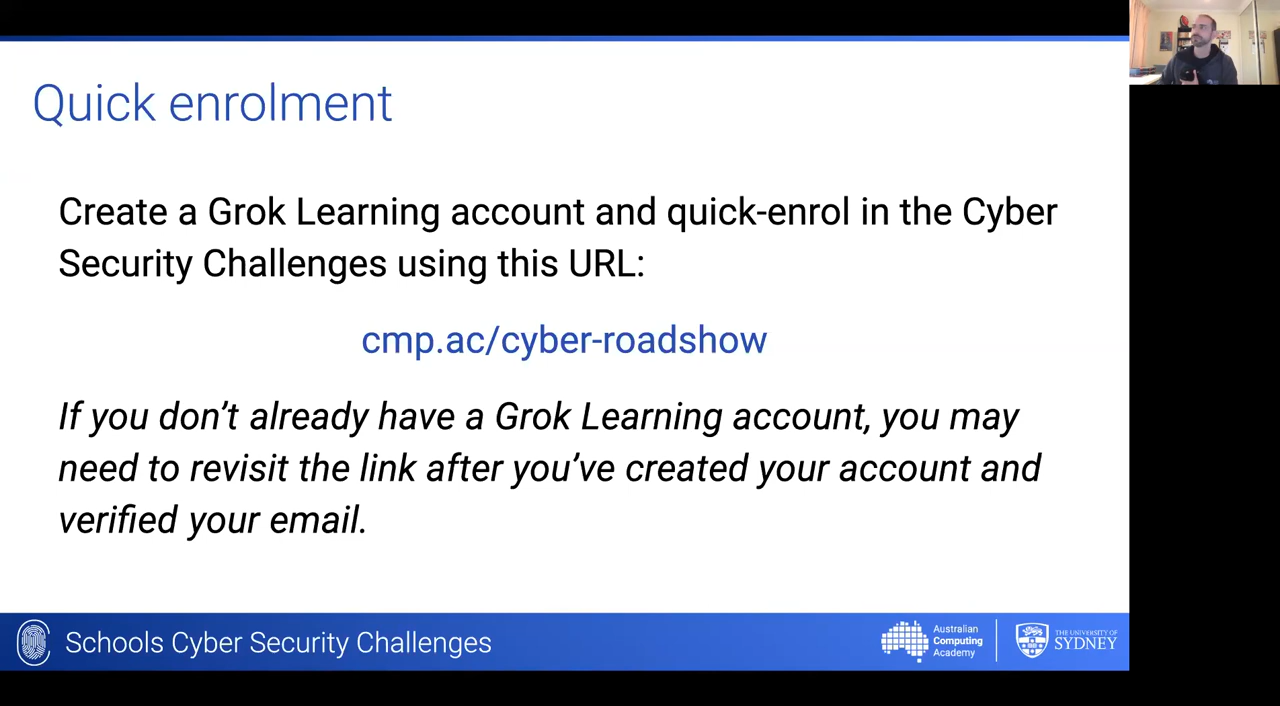 Quick enrolment
Create a Grok Learning account and quick-enrol in the Cyber
Security Challenges using this URL:
cmp.ac/cyber-roadshow
If you don’t already have a Grok Learning account, you may
need to revisit the link after you’ve created your account and
verified your email.
Schools Cyber Security Challenges
Australian
Computing
Academy
THE UNIVERSITY OF
SYDNEY